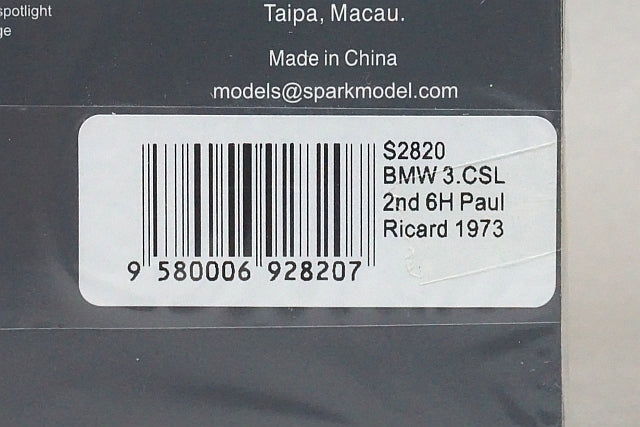 spotlight
ge
Taipa, Macau.
Made in China
models@sparkmodel.com
S2820
BMW 3.CSL
2nd 6H Paul
Ricard 1973
9 580006 928207